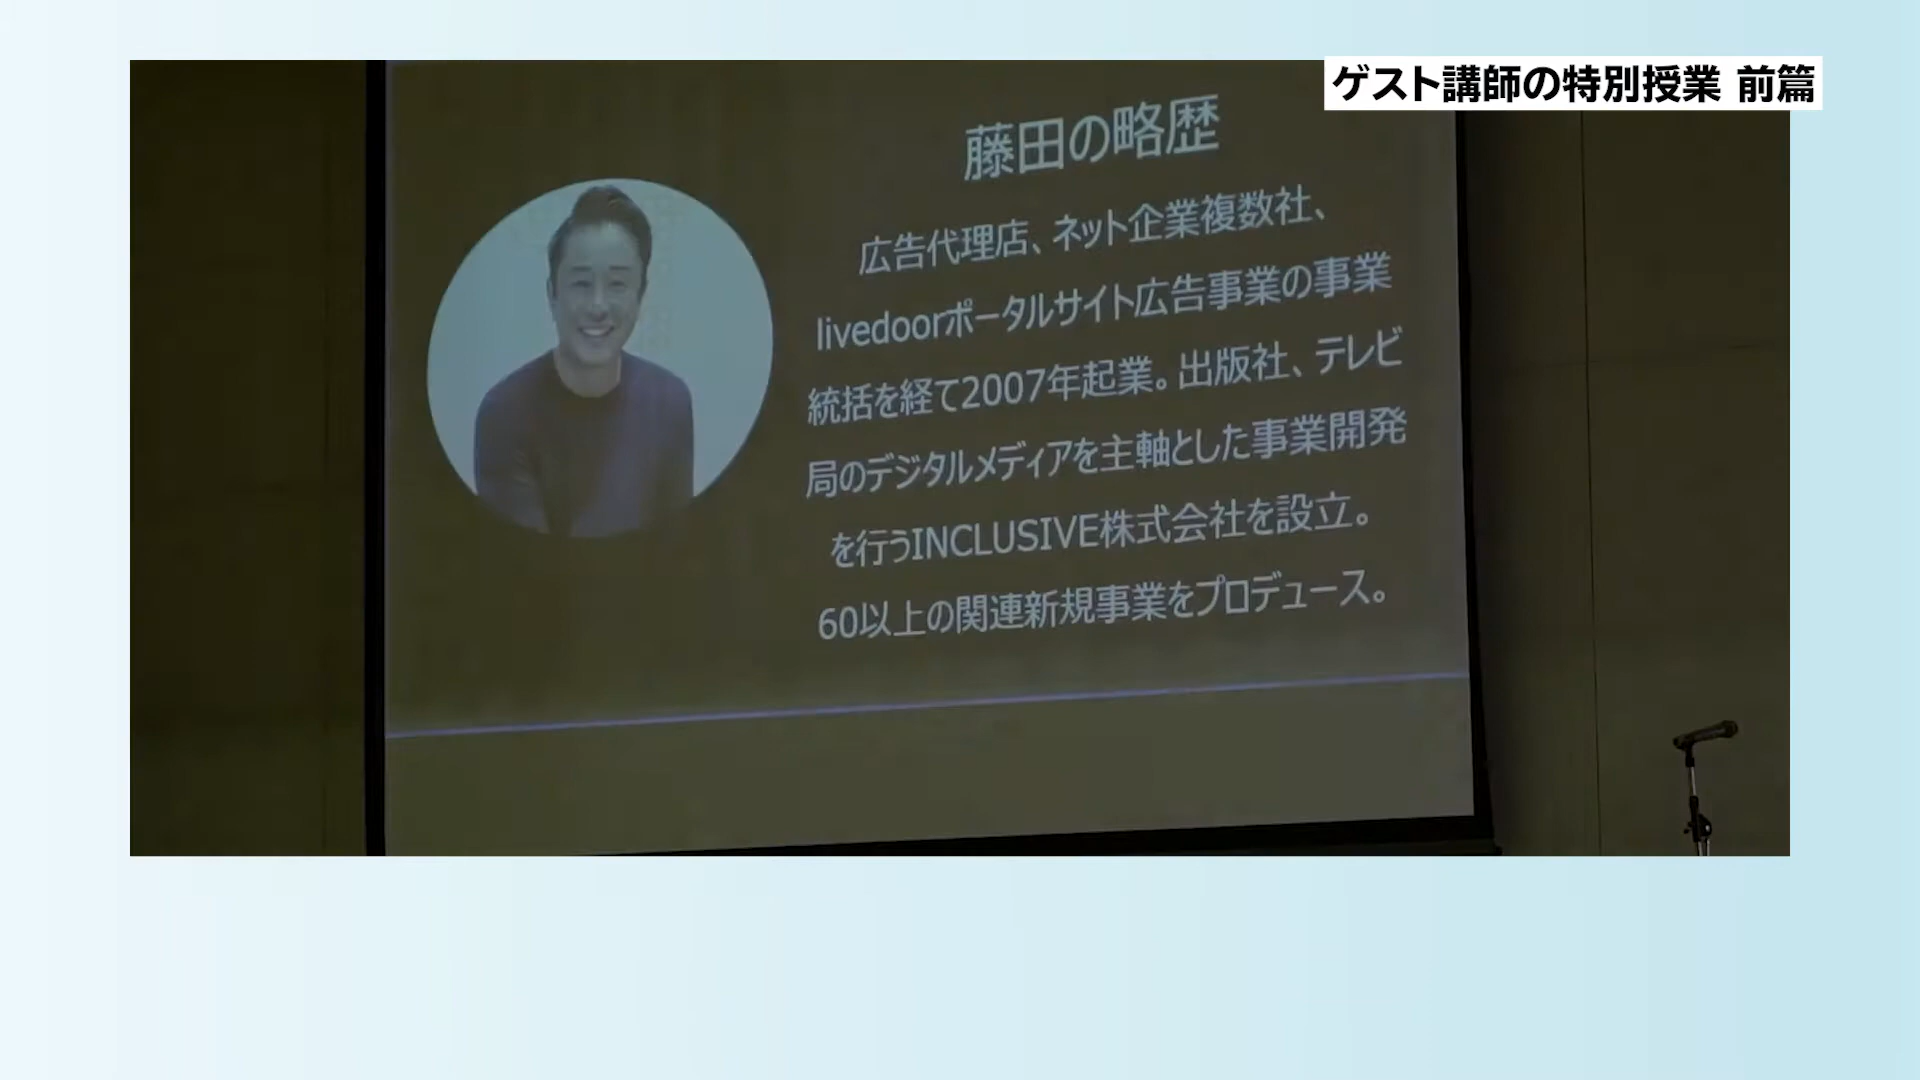 ゲスト講師の特別授業 前篇
藤田の略歴
広告代理店、ネット企業複数社、
livedoorポータルサイト広告事業の事業
統括を経て2007年起業。出版社、テレビ
局のデジタルメディアを主軸とした事業開発
を行うINCLUSIVE株式会社を設立。
60以上の関連新規事業をプロデュース。